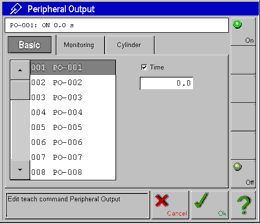 Peripheral Output
PO-001: ON 0.0 s
On
Basic Monitoring Cylinder
001 PO-001
002 PO-002
003 PO-003
004 PO-004
005 PO-005
006 PO-006
007 PO-007
008 PO-008
Time
0.0
Off
Edit teach command Peripheral Output
Cancel
Ok
?